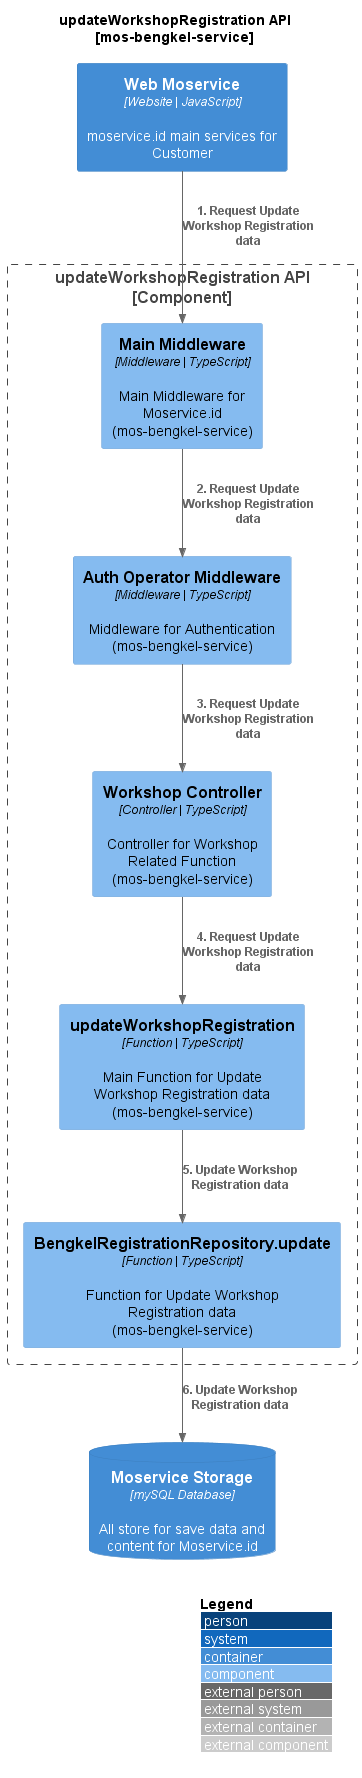 updateWorkshopRegistration API
[mos-bengkel-service]
Web Moservice
[Website | JavaScript]
moservice.id main services for
Customer
1. Request Update
Workshop Registration
data
updateWorkshopRegistration API
[Component]
Main Middleware
[Middleware | TypeScript]
Main Middleware for
Moservice.id
(mos-bengkel-service)
2. Request Update
Workshop Registration
data
Auth Operator Middleware
[Middleware | TypeScript]
Middleware for Authentication
(mos-bengkel-service)
3. Request Update
Workshop Registration
data
Workshop Controller
[Controller | TypeScript]
Controller for Workshop
Related Function
(mos-bengkel-service)
4. Request Update
Workshop Registration
data
updateWorkshopRegistration
[Function | TypeScript]
Main Function for Update
Workshop Registration data
(mos-bengkel-service)
5. Update Workshop
Registration data
BengkelRegistrationRepository.update
[Function | TypeScript]
Function for Update Workshop
Registration data
(mos-bengkel-service)
6. Update Workshop
Registration data
Moservice Storage
[mySQL Database]
All store for save data and
content for Moservice.id
Legend
person
system
container
component
external person
external system
external container
external component